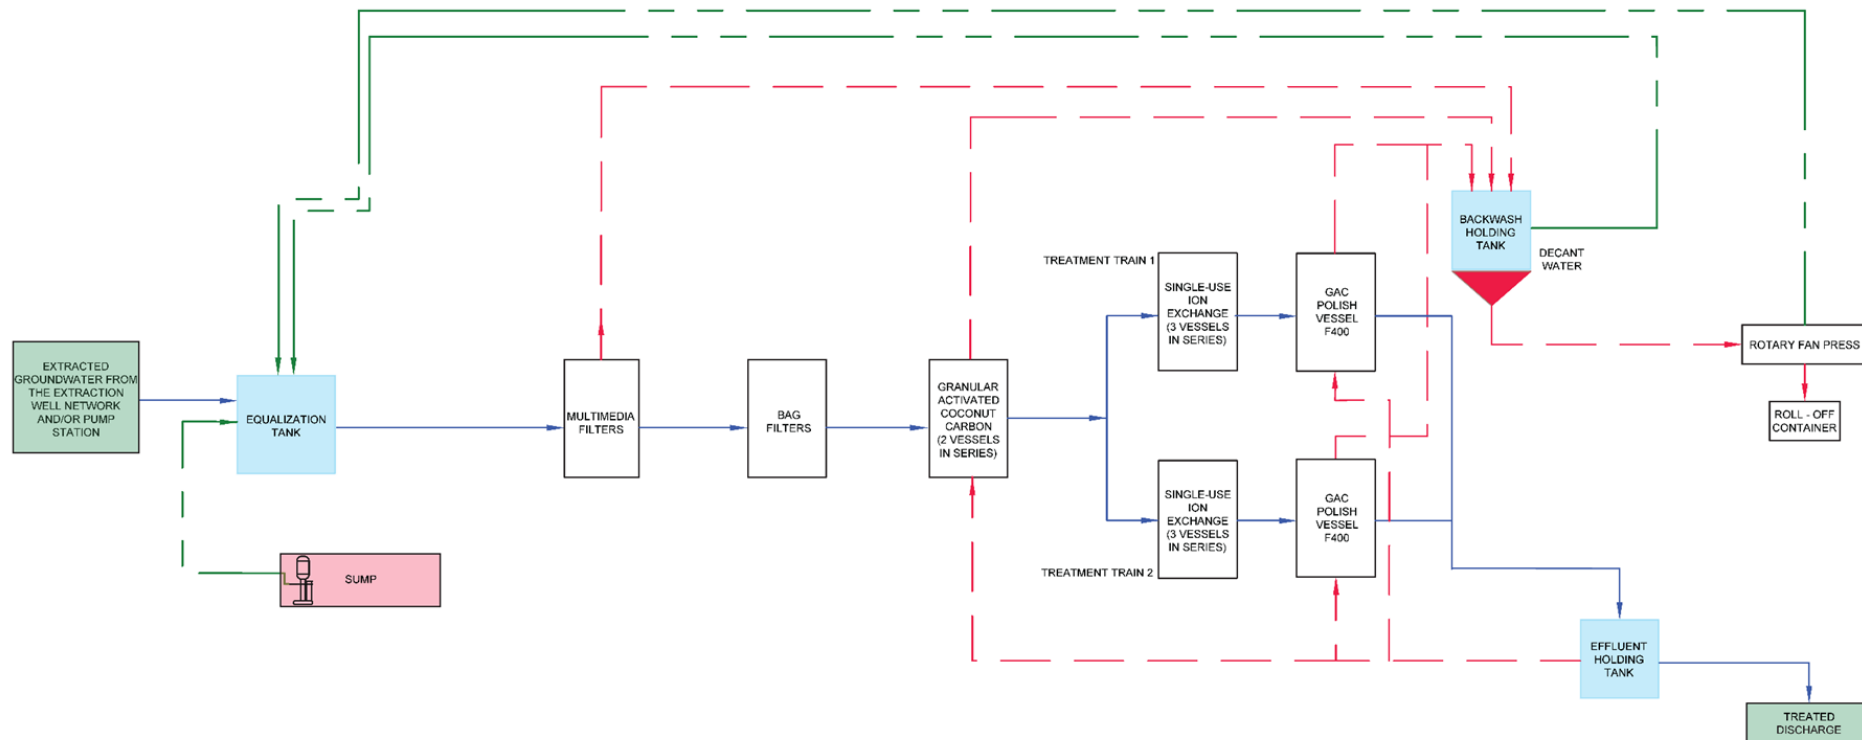 EXTRACTED
GROUNDWATER FROM
THE EXTRACTION
WELL NETWORK
AND/OR PUMP
STATION
EQUALIZATION
TANK
SUMP
MULTIMEDIA
FILTERS
BAG
FILTERS
GRANULAR
ACTIVATED
COCONUT
CARBON
(2 VESSELS
IN SERIES)
TREATMENT TRAIN 1
SINGLE-USE
ION
EXCHANGE
(3 VESSELS
IN SERIES)
GAC
POLISH
VESSEL
F400
SINGLE-USE
ION
EXCHANGE
(3 VESSELS
IN SERIES)
TREATMENT TRAIN 2
GAC
POLISH
VESSEL
F400
BACKWASH
HOLDING
TANK
DECANT
WATER
ROTARY FAN PRESS
ROLL - OFF
CONTAINER
EFFLUENT
HOLDING
TANK
TREATED
DISCHARGE